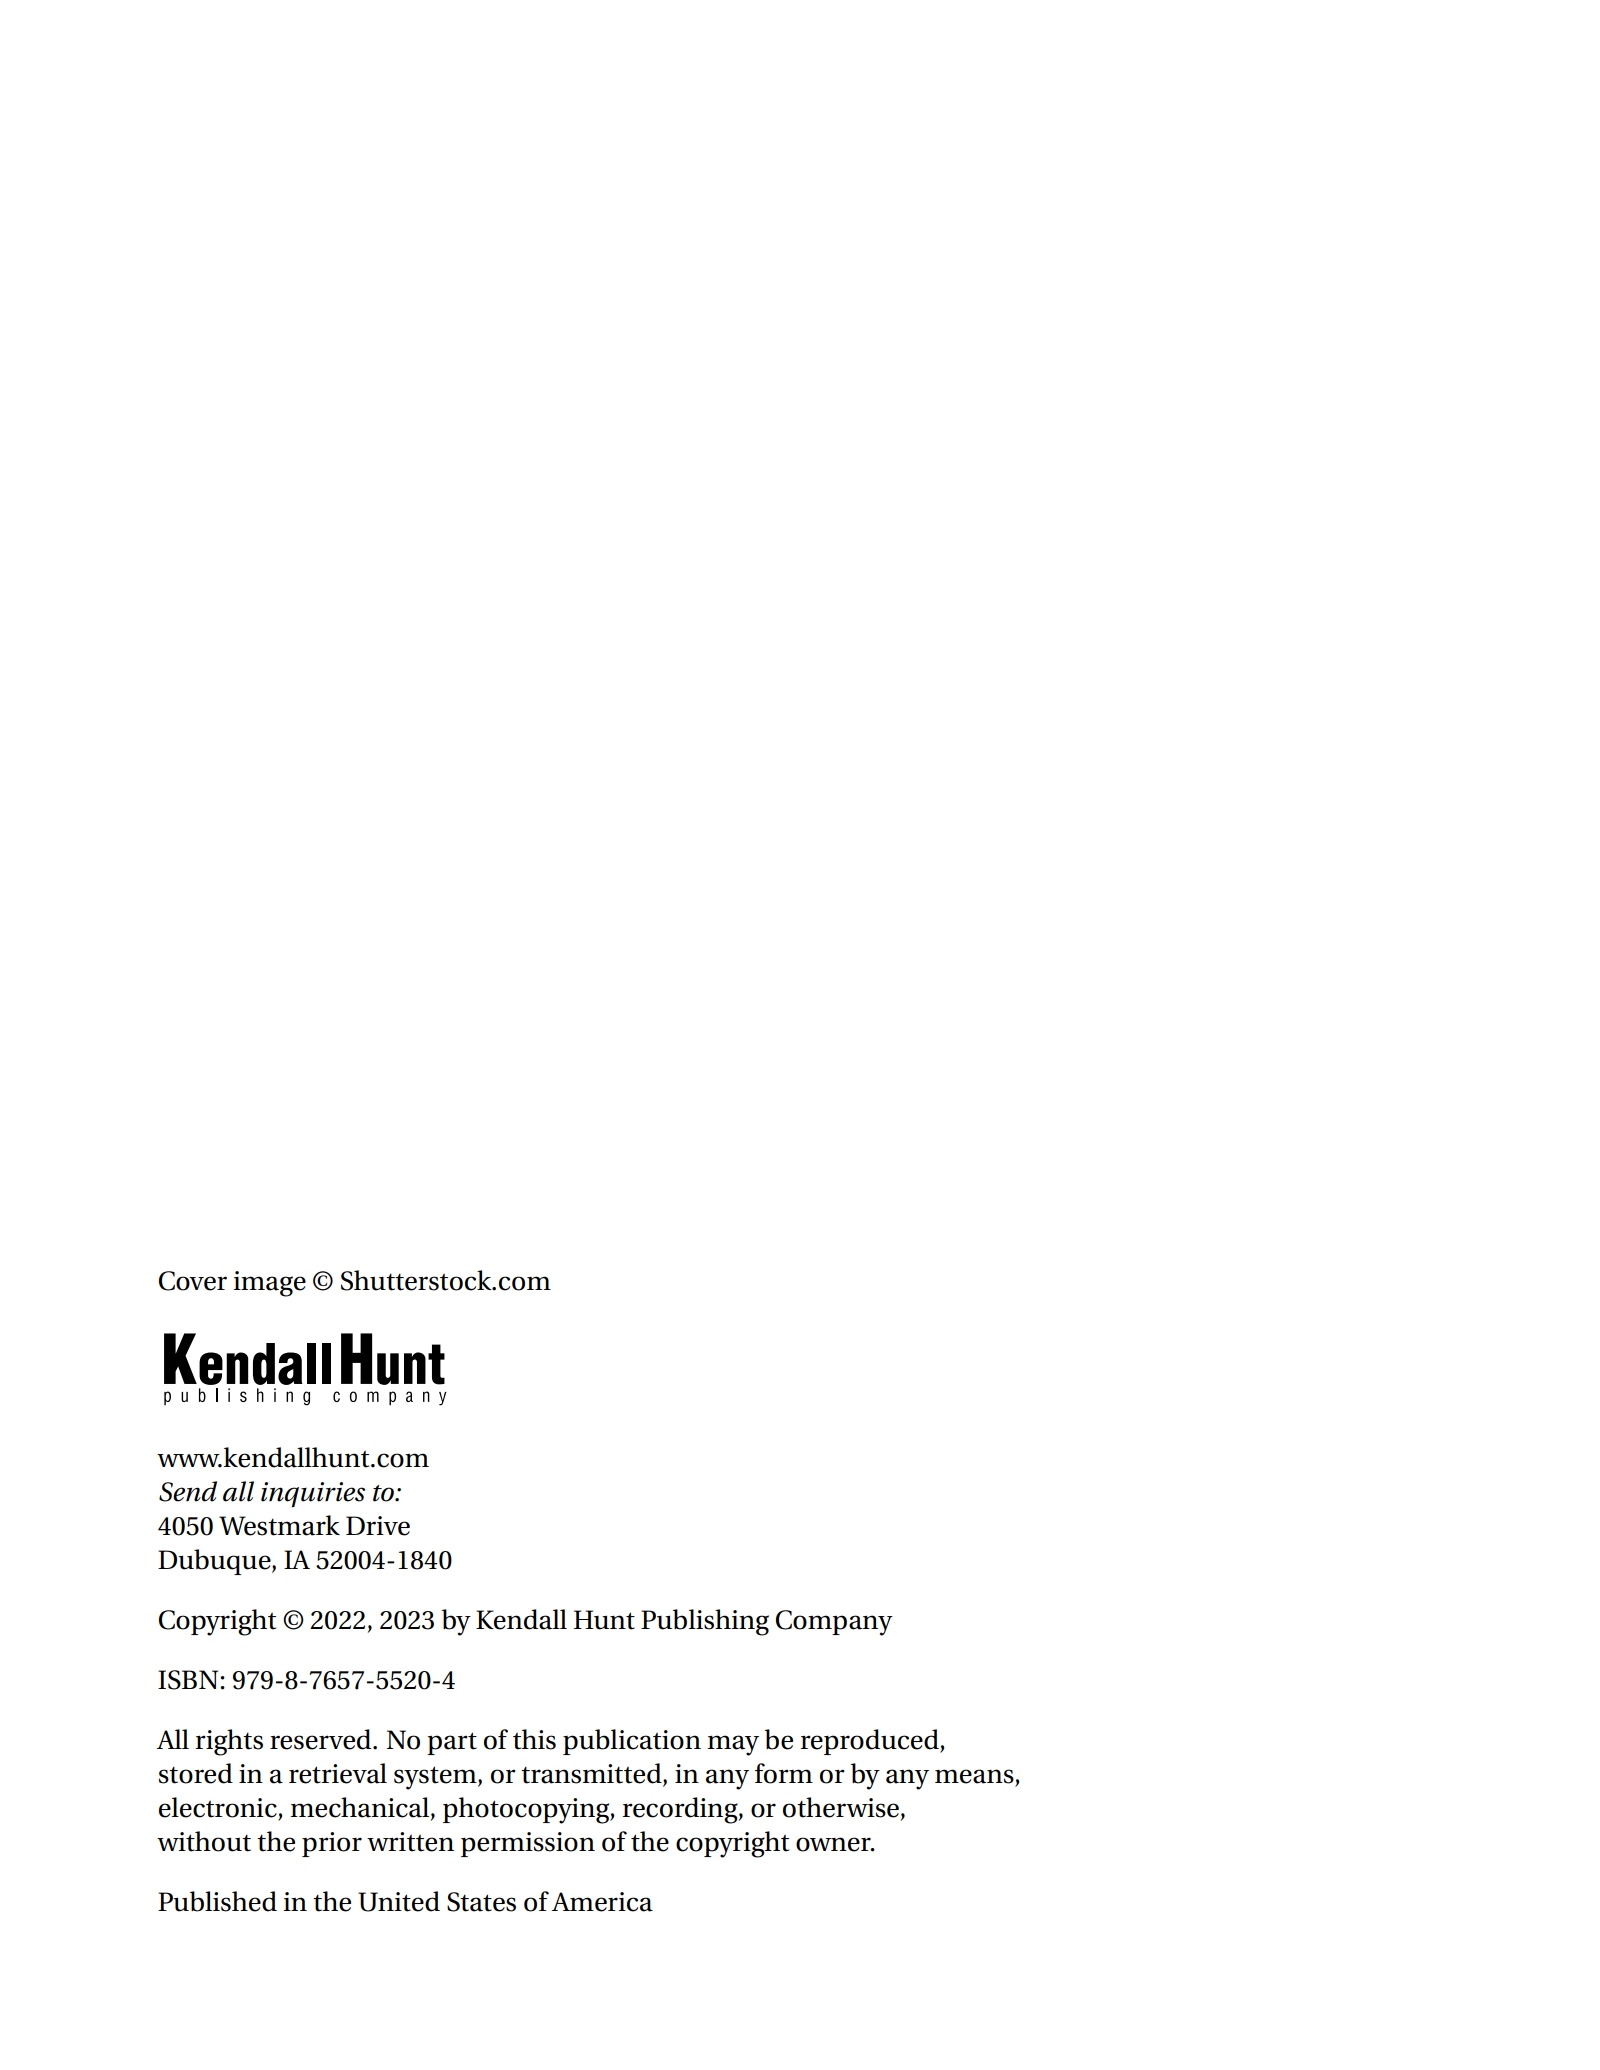 Cover image © Shutterstock.com
Kendall Hunt
publishing company
www.kendallhunt.com
Send all inquiries to:
4050 Westmark Drive
Dubuque, IA 52004-1840
Copyright © 2022, 2023 by Kendall Hunt Publishing Company
ISBN: 979-8-7657-5520-4
All rights reserved. No part of this publication may be reproduced,
stored in a retrieval system, or transmitted, in any form or by any means,
electronic, mechanical, photocopying, recording, or otherwise,
without the prior written permission of the copyright owner.
Published in the United States of America